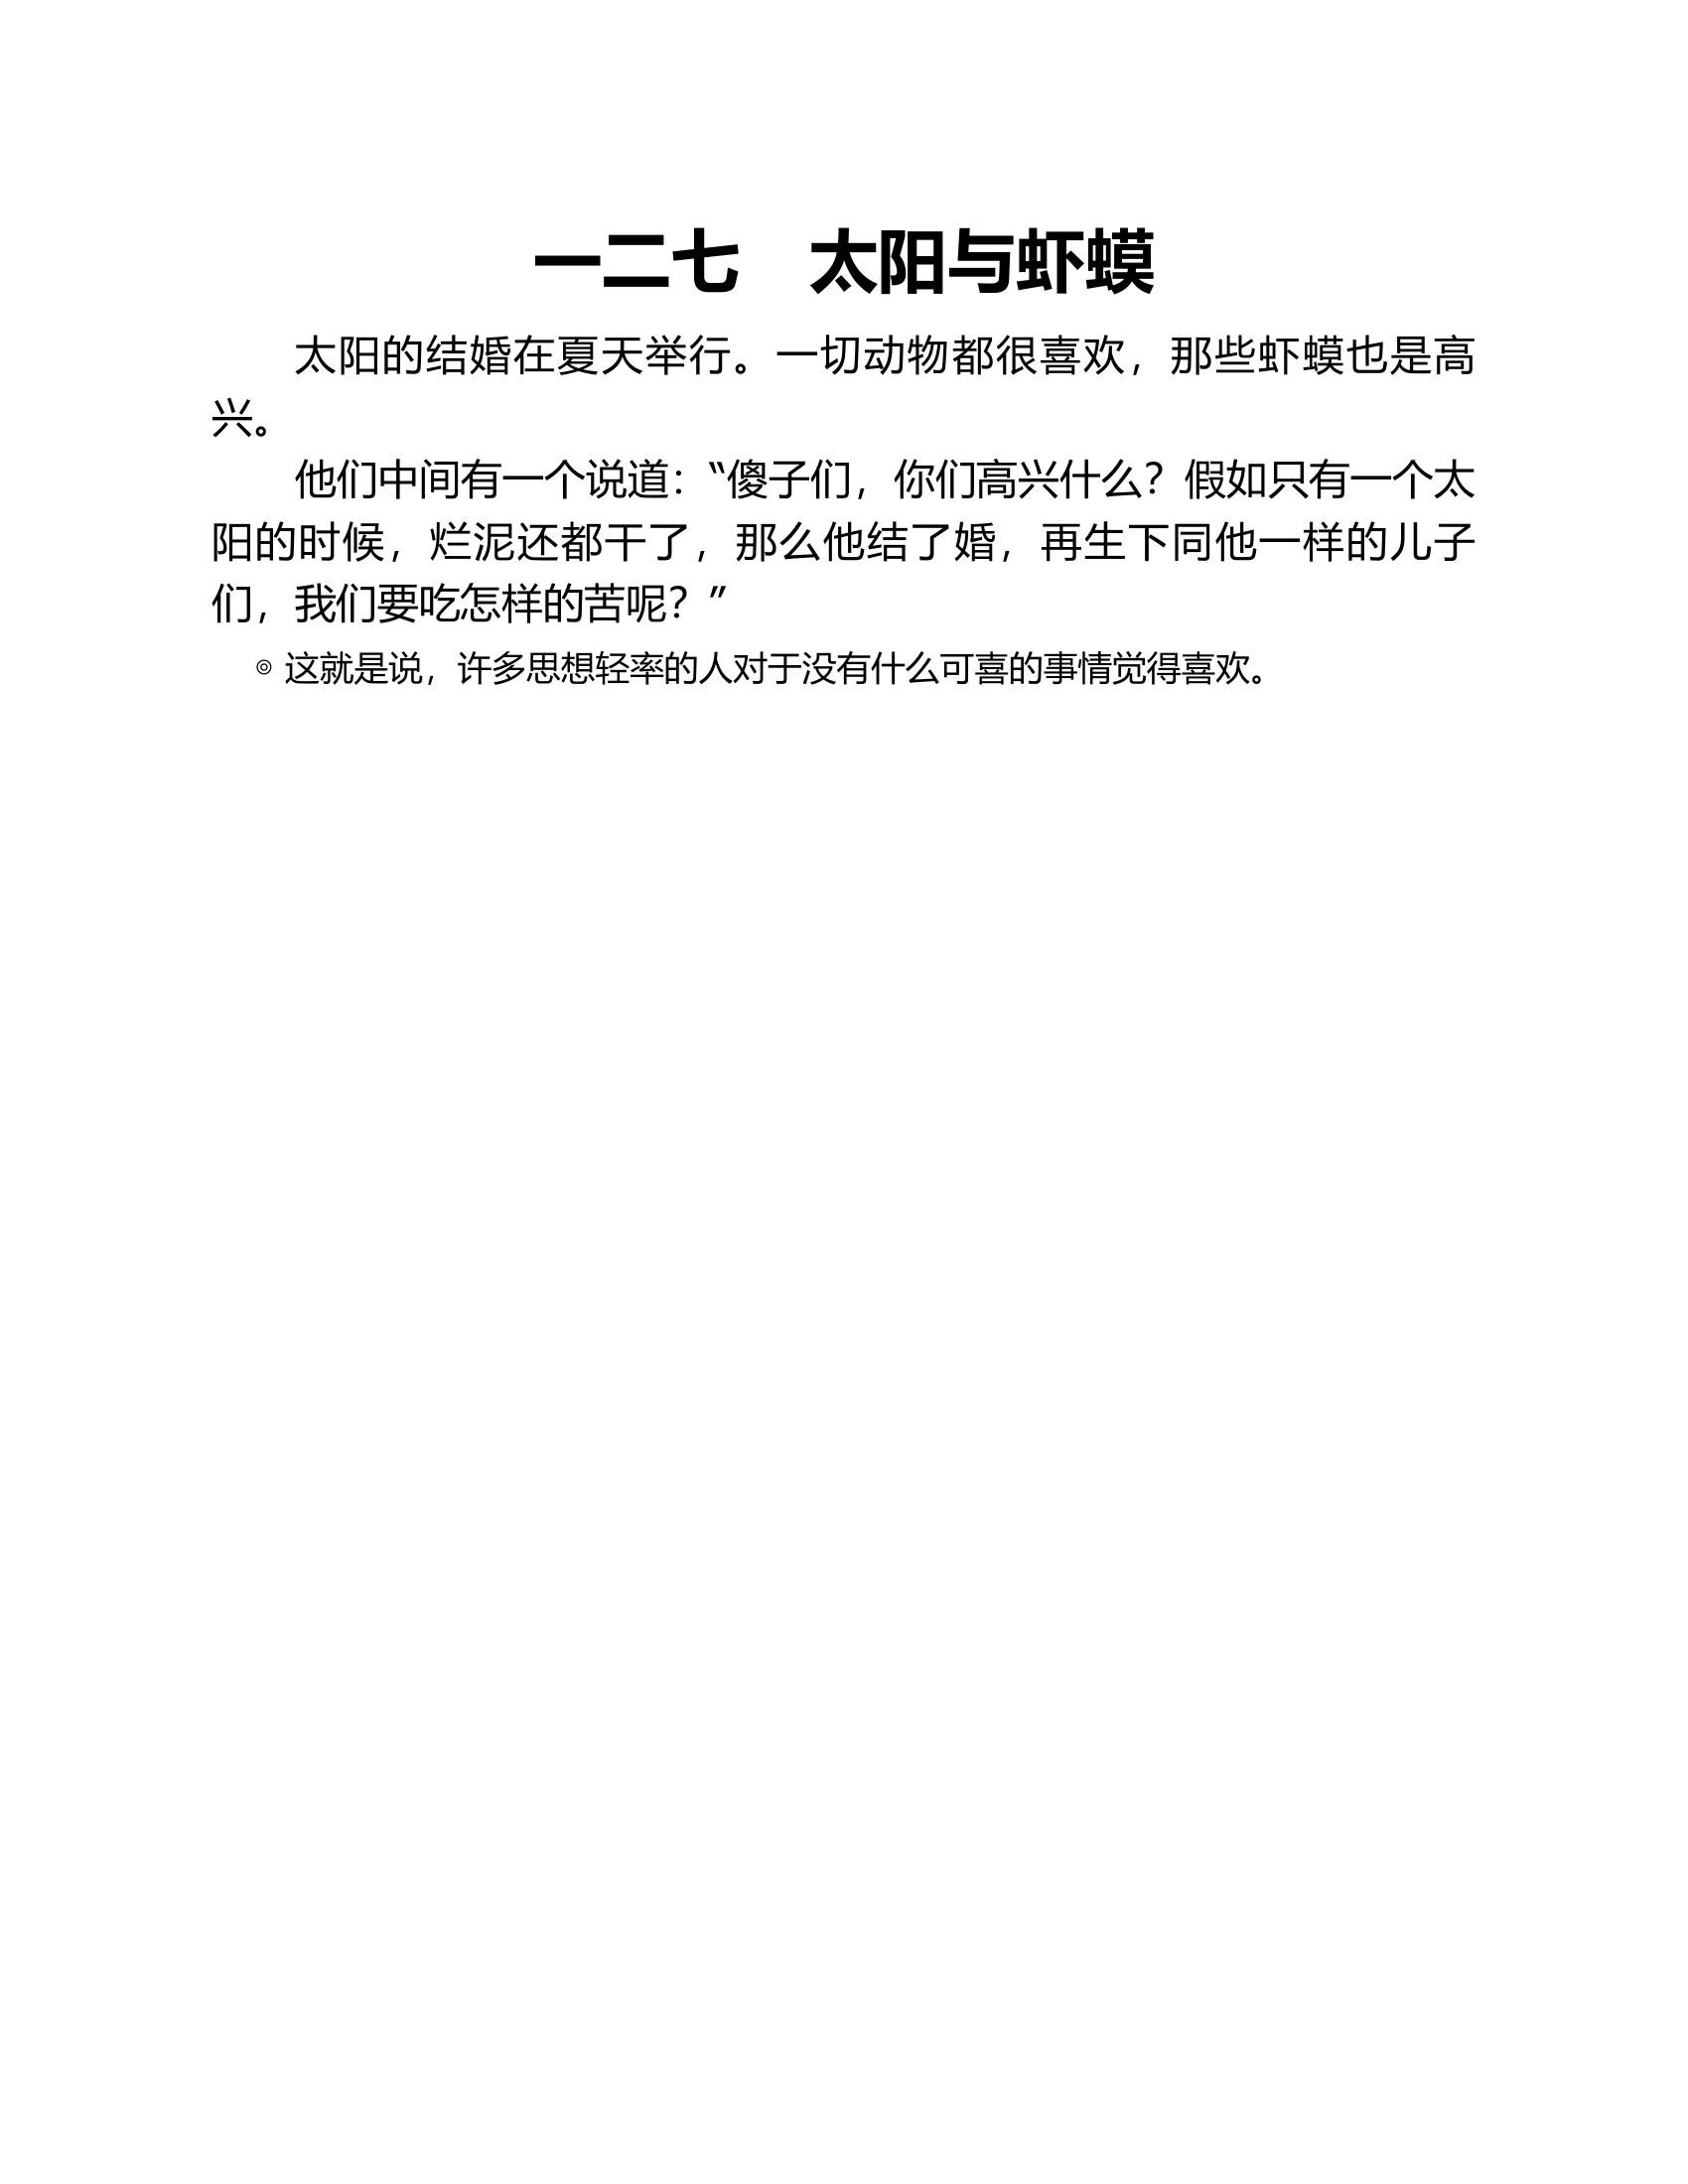 一二七　太阳与虾蟆
太阳的结婚在夏天举行。一切动物都很喜欢，那些虾蟆也是高
兴。
他们中间有一个说道：“傻子们，你们高兴什么？假如只有一个太
阳的时候，烂泥还都干了，那么他结了婚，再生下同他一样的儿子
们，我们要吃怎样的苦呢？”
◎ 这就是说，许多思想轻率的人对于没有什么可喜的事情觉得喜欢。